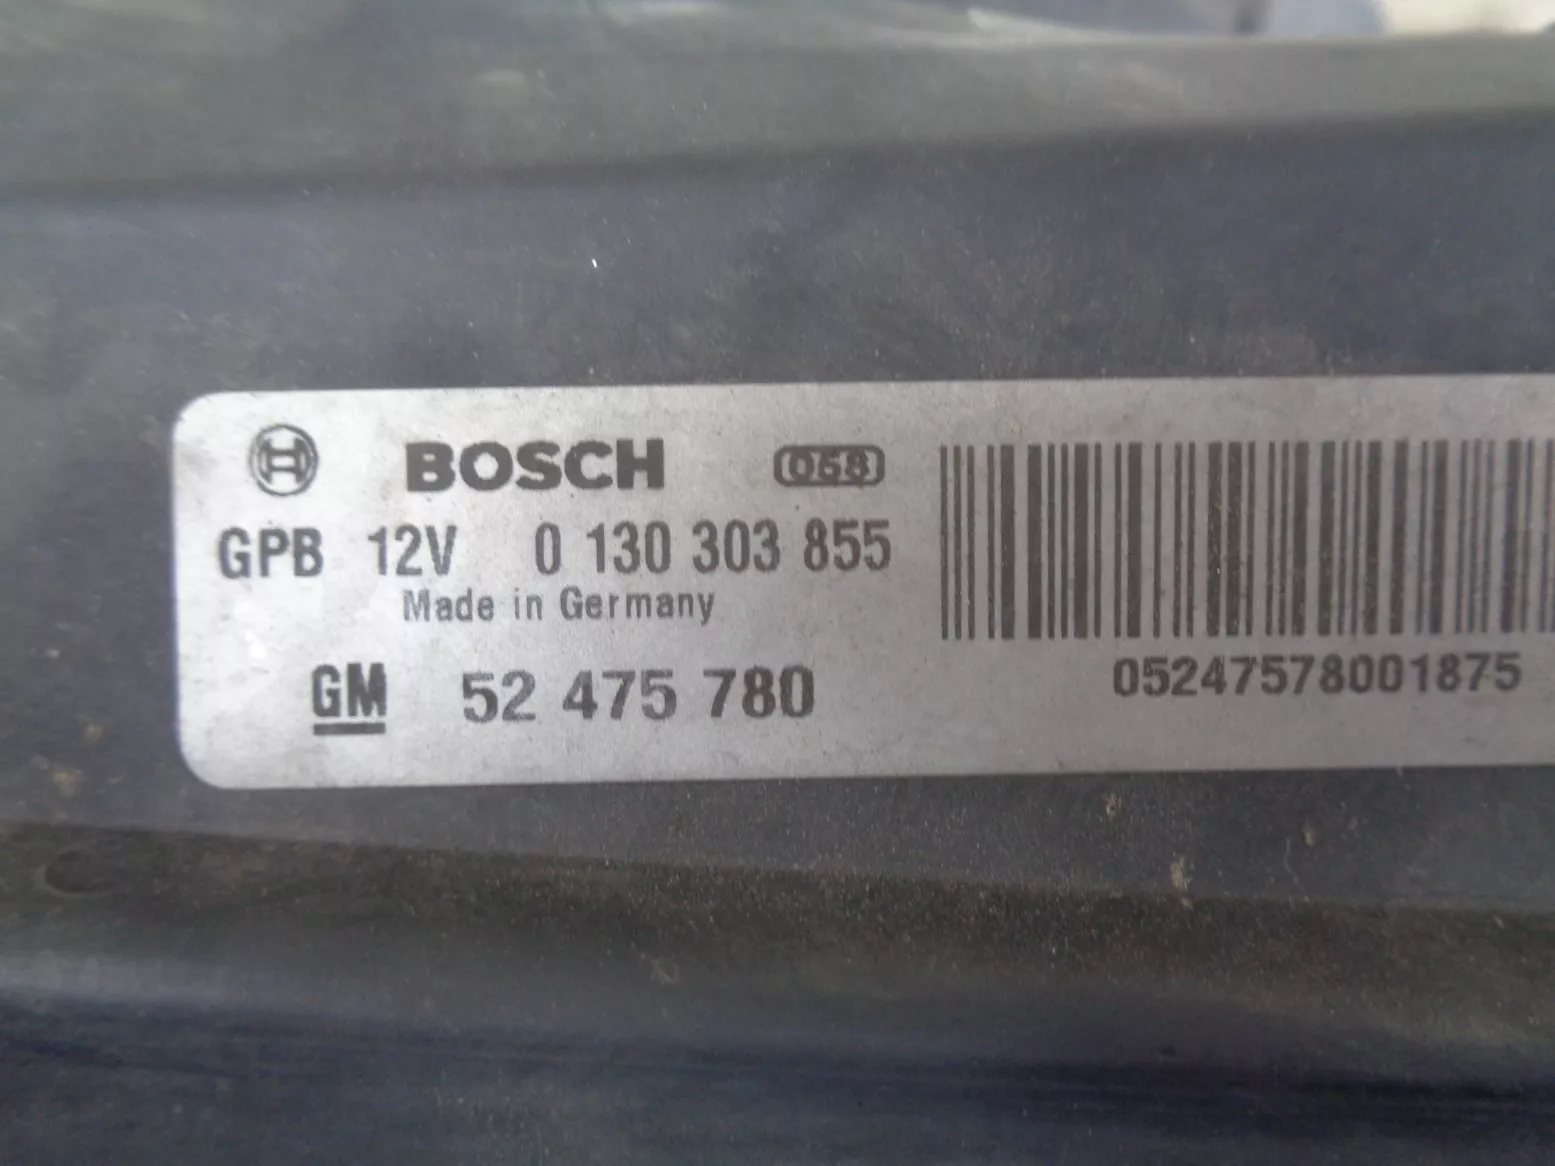 BOSCH 058
GPB 12V 0 130 303 855
Made in Germany
GM 52 475 780
05247578001875